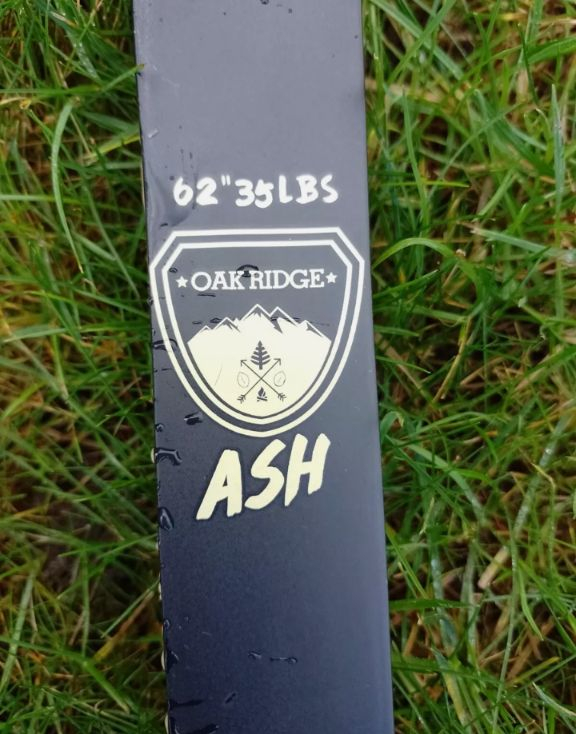 62" 35LBS
OAK RIDGE
ASH